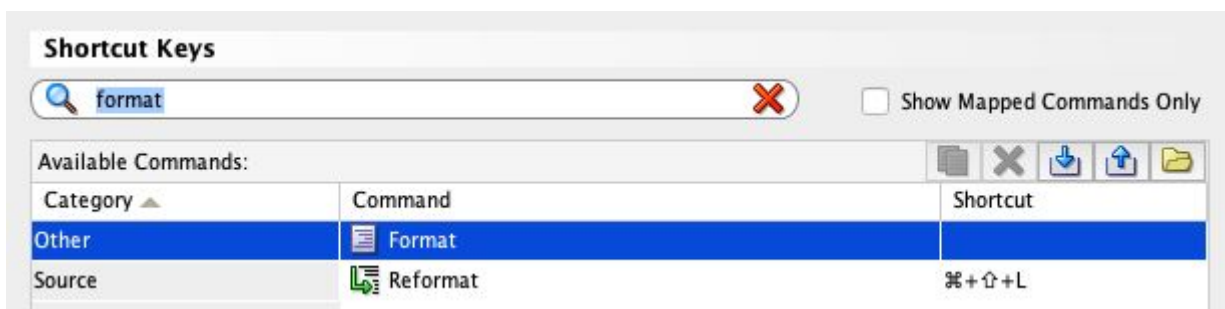 Shortcut Keys
format
Show Mapped Commands Only
Available Commands:
Category Command Shortcut
Other Format
Source Reformat ⌘+⇧+L